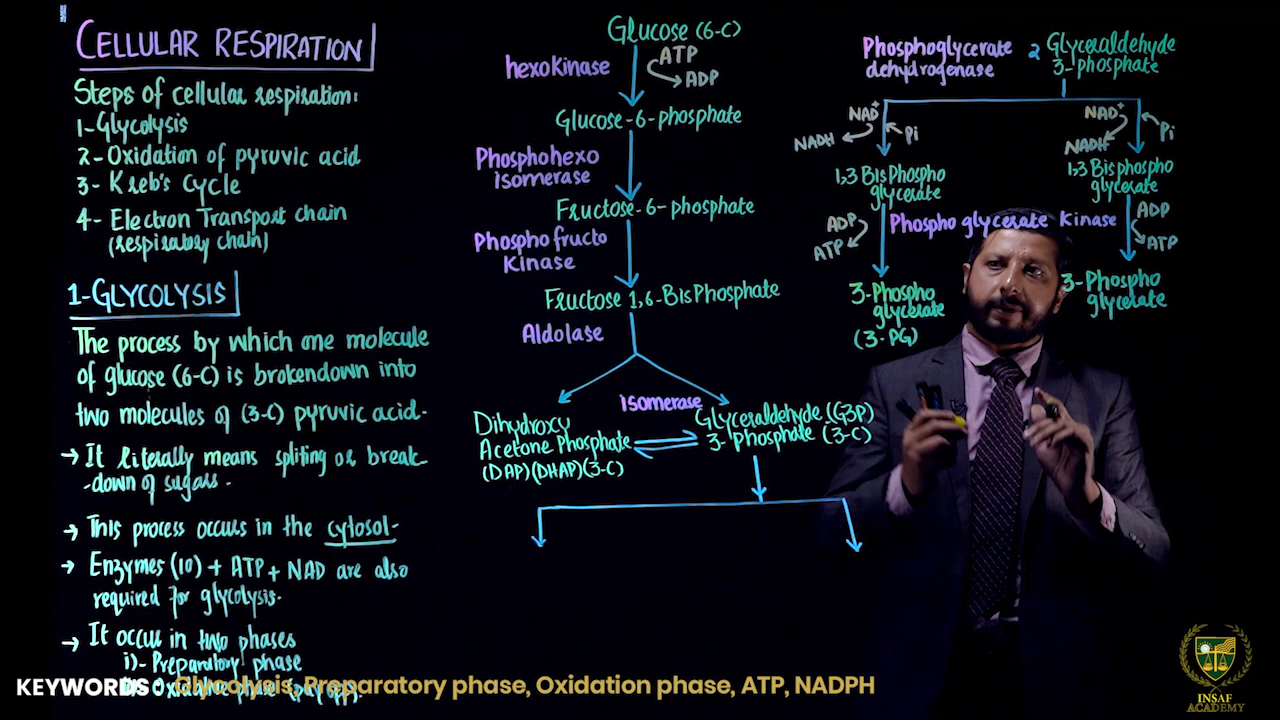 CELLULAR RESPIRATION
Steps of cellular respiration:
1-Glycolysis
2-Oxidation of pyruvic acid
3- Kreb's Cycle
4- Electron Transport chain
(respiratory chain)
1-GLYCOLYSIS
The process by which one molecule
of glucose (6-C) is brokendown into
two molecules of (3-C) pyruvic acid-
→ It literally means spliting or break
-down of sugars.
→ This process occurs in the cytosol-
→ Enzymes (10) + ATP + NAD are also
required for glycolysis.
→ It occur in two phases
i)- Preparatory phase
Glucose (6-C)
hexokinase
ATP
ADP
Glucose-6-phosphate
Phosphohexo
isomerase
Fructose-6-phosphate
Phosphofructo
Kinase
Fructose 1,6-BisPhosphate
Aldolase
Isomerase
Dihydroxy
Acetone Phosphate
(DAP)(DHAP)(3-C)
Glyceraldehyde (G3P)
3-phosphate (3-C)
Phosphoglycerate
dehydrogenase
2 Glyceraldehyde
3-phosphate
NAD+
NADH
Pi
NAD+
NADH
Pi
1,3 BisPhospho
glycerate
1,3 Bisphospho
glycerate
ADP
ATP
Phospho glycerate Kinase
ADP
ATP
3-Phospho
glycerate
(3-PG)
3-Phospho
glycerate
KEYWORDS : Glycolysis, Preparatory phase, Oxidation phase, ATP, NADPH
INSAF
ACADEMY